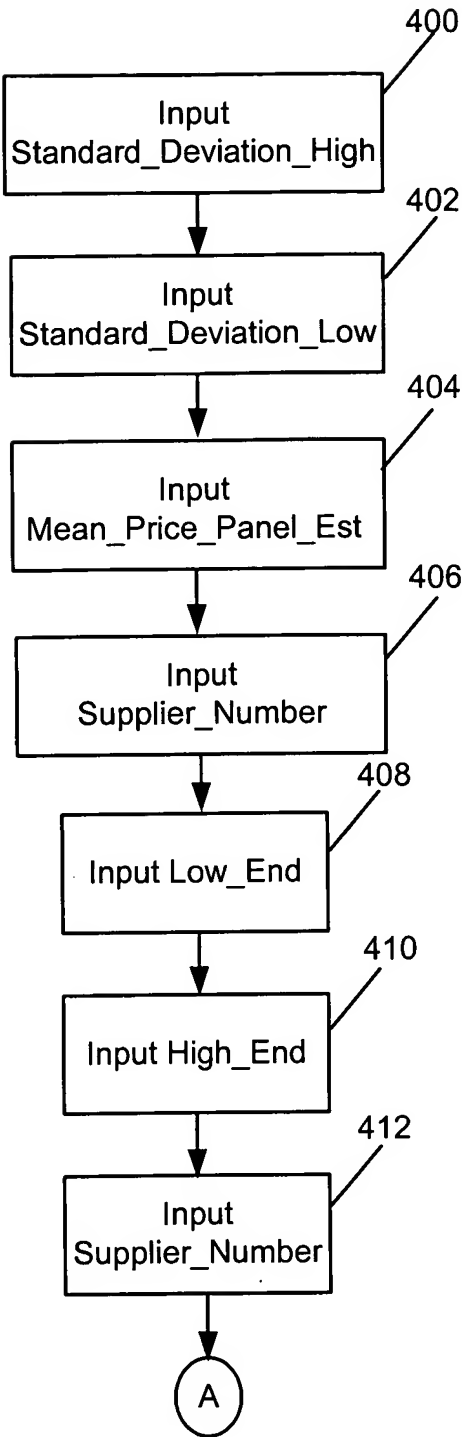 400
Input
Standard_Deviation_High
402
Input
Standard_Deviation_Low
404
Input
Mean_Price_Panel_Est
406
Input
Supplier_Number
408
Input Low_End
410
Input High_End
412
Input
Supplier_Number
A